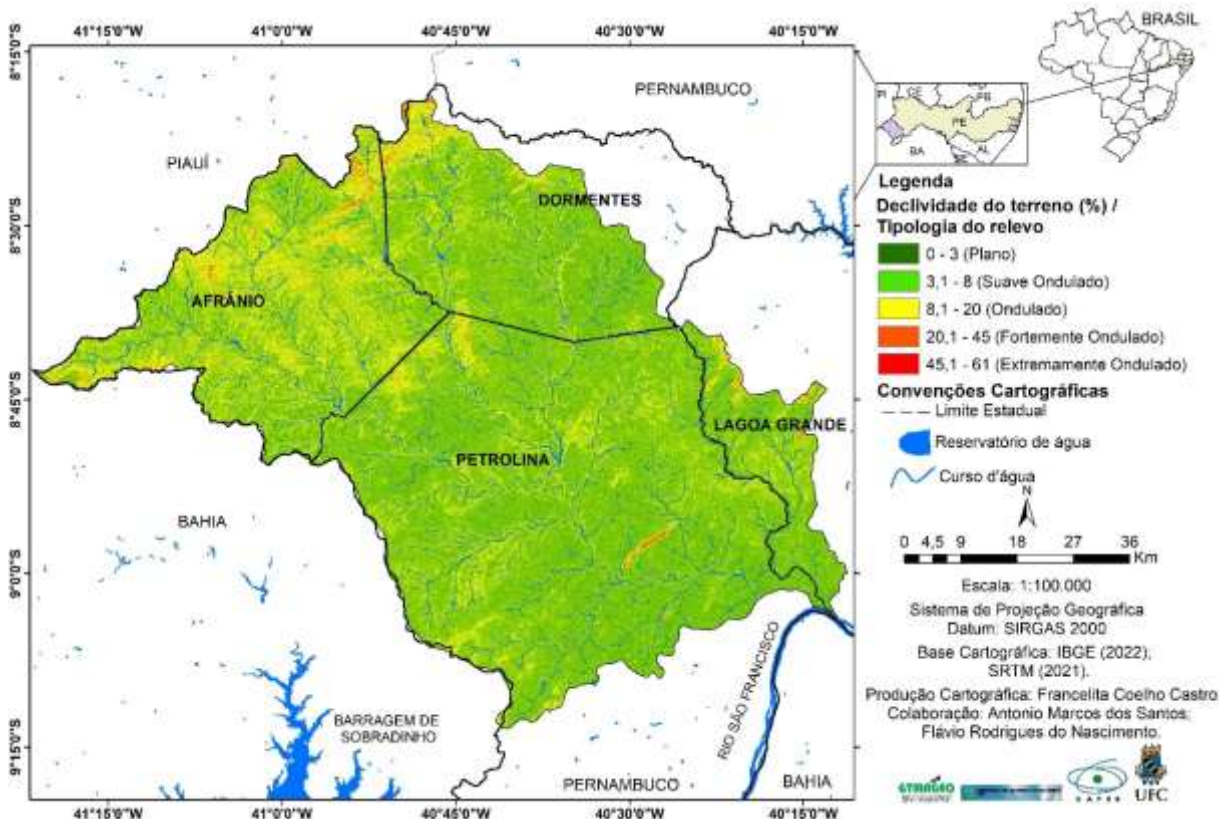 41°15'0"W 41°0'0"W 40°45'0"W 40°30'0"W 40°15'0"W
8°15'0"S
8°30'0"S
8°45'0"S
9°0'0"S
9°15'0"S
PERNAMBUCO
PIAUÍ
DORMENTES
AFRÂNIO
LAGOA GRANDE
PETROLINA
BAHIA
BARRAGEM DE
SOBRADINHO
RIO SÃO FRANCISCO
PERNAMBUCO
BAHIA
41°15'0"W 41°0'0"W 40°45'0"W 40°30'0"W 40°15'0"W
BRASIL
PI CE PB
PE
AL
BA SE
Legenda
Declividade do terreno (%) /
Tipologia do relevo
0 - 3 (Plano)
3,1 - 8 (Suave Ondulado)
8,1 - 20 (Ondulado)
20,1 - 45 (Fortemente Ondulado)
45,1 - 61 (Extremamente Ondulado)
Convenções Cartográficas
Limite Estadual
Reservatório de água
Curso d'água
N
0 4,5 9 18 27 36
Km
Escala: 1:100.000
Sistema de Projeção Geográfica
Datum: SIRGAS 2000
Base Cartográfica: IBGE (2022);
SRTM (2021).
Produção Cartográfica: Francelita Coelho Castro
Colaboração: Antonio Marcos dos Santos;
Flávio Rodrigues do Nascimento.
CAPES
UFC